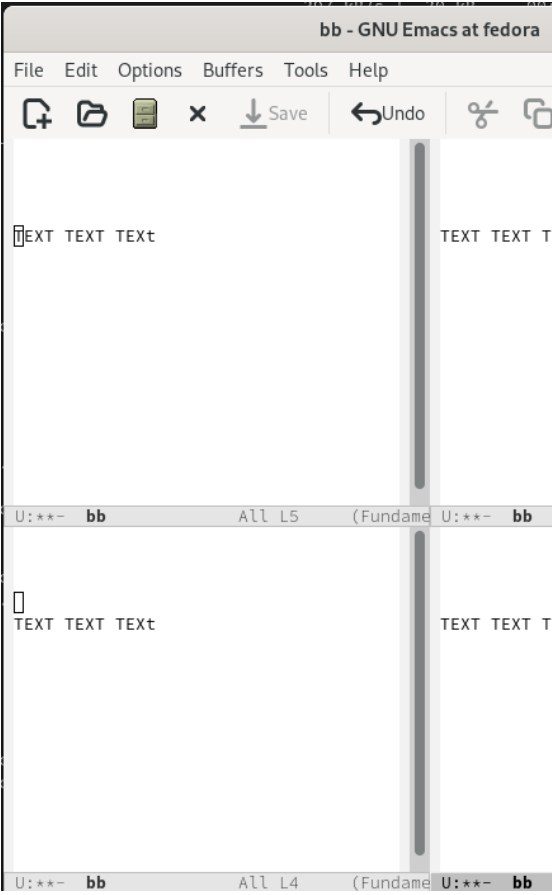 bb - GNU Emacs at fedora
File Edit Options Buffers Tools Help
Save Undo
TEXT TEXT TEXt TEXT TEXT T
U:**- bb All L5 (Fundame U:**- bb
TEXT TEXT TEXt TEXT TEXT T
U:**- bb All L4 (Fundame U:**- bb